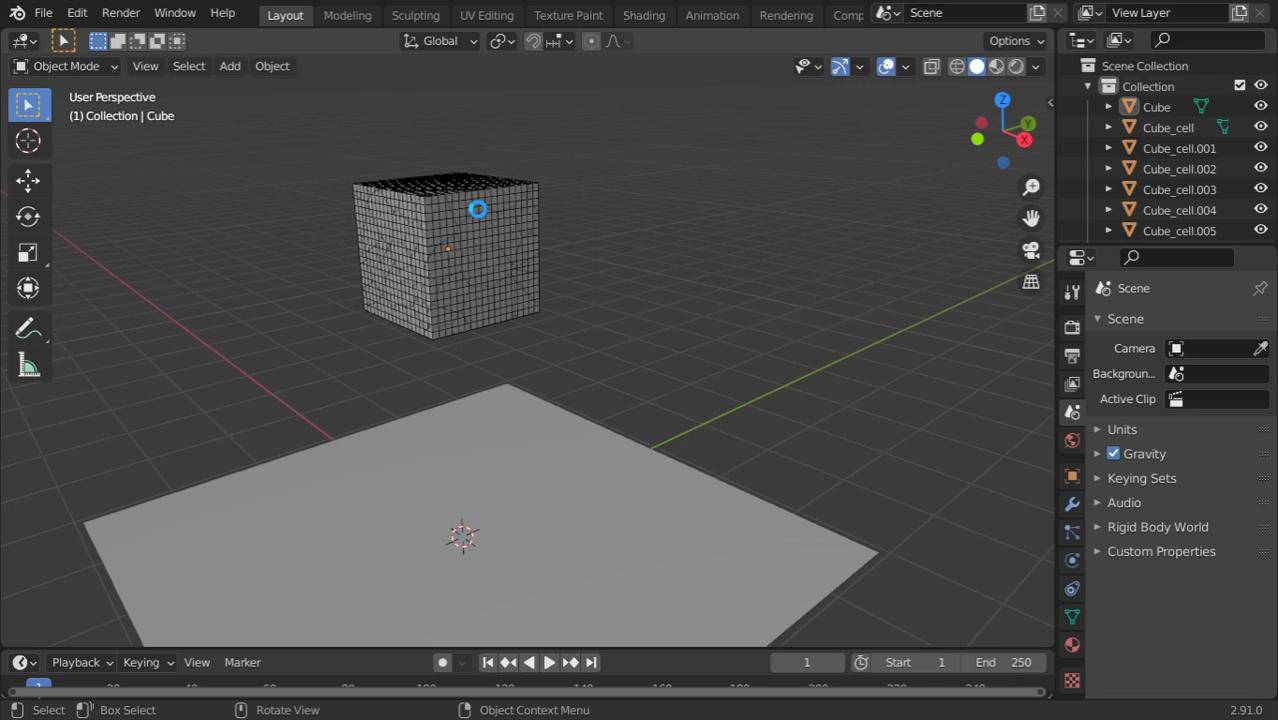 File Edit Render Window Help Layout Modeling Sculpting UV Editing Texture Paint Shading Animation Rendering Comp Scene View Layer
Global Options
Object Mode View Select Add Object
User Perspective
(1) Collection | Cube
Z
Y
X
Scene Collection
Collection
Cube
Cube_cell
Cube_cell.001
Cube_cell.002
Cube_cell.003
Cube_cell.004
Cube_cell.005
Scene
Scene
Camera
Backgroun...
Active Clip
Units
Gravity
Keying Sets
Audio
Rigid Body World
Custom Properties
Playback Keying View Marker 1 Start 1 End 250
1
Select Box Select Rotate View Object Context Menu 2.91.0